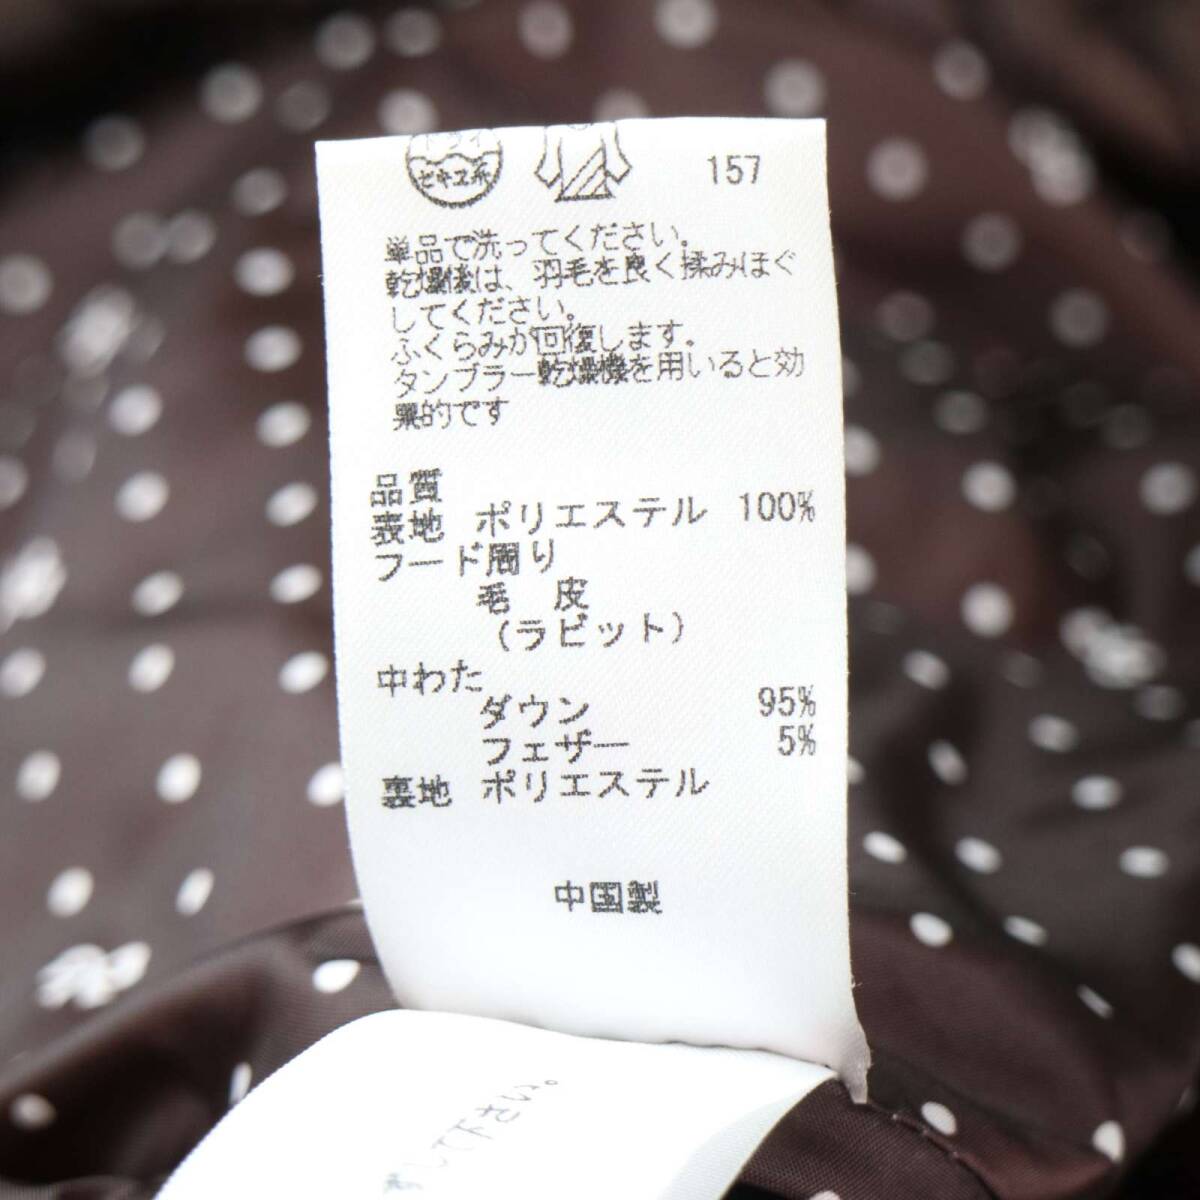 ドライ
セキユ系
157
単品で洗ってください。
乾燥後は、羽毛を良く揉みほぐ
してください。
ふくらみが回復します。
タンブラー乾燥機を用いると効
果的です
品質
表地 ポリエステル 100%
フード周り
毛 皮
(ラビット)
中わた
ダウン 95%
フェザー 5%
裏地 ポリエステル
中国製
して下さい。